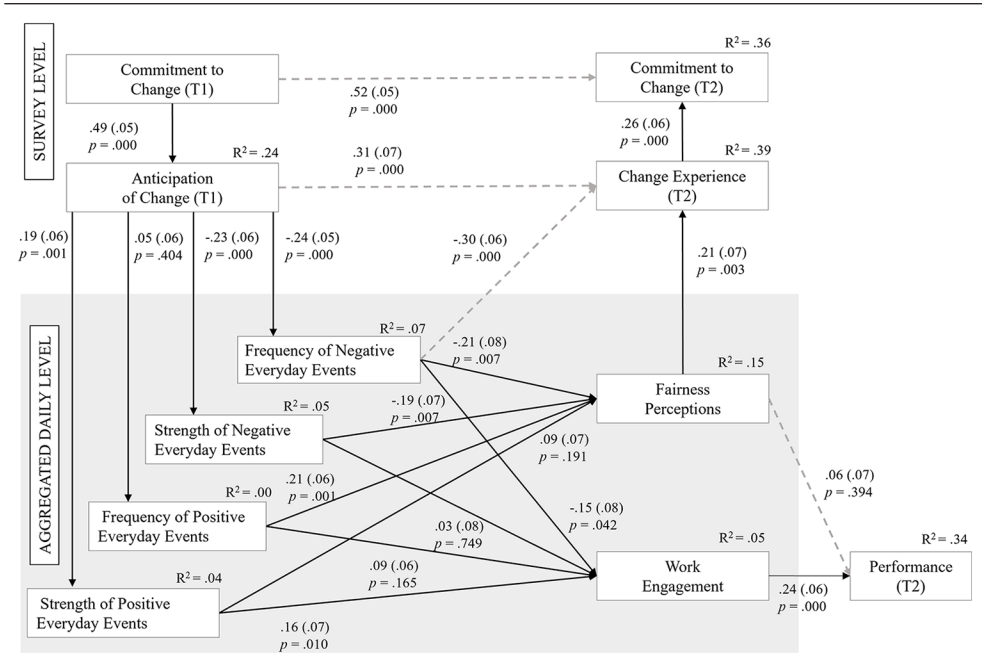 SURVEY LEVEL
Commitment to
Change (T1)
.52 (.05)
p = .000
R² = .36
Commitment to
Change (T2)
.49 (.05)
p = .000
.26 (.06)
p = .000
R² = .24
Anticipation
of Change (T1)
.31 (.07)
p = .000
R² = .39
Change Experience
(T2)
.19 (.06)
p = .001
.05 (.06)
p = .404
-.23 (.06)
p = .000
-.24 (.05)
p = .000
-.30 (.06)
p = .000
.21 (.07)
p = .003
AGGREGATED DAILY LEVEL
R² = .07
Frequency of Negative
Everyday Events
-.21 (.08)
p = .007
R² = .15
Fairness
Perceptions
R² = .05
Strength of Negative
Everyday Events
-.19 (.07)
p = .007
.09 (.07)
p = .191
.06 (.07)
p = .394
R² = .00
Frequency of Positive
Everyday Events
.21 (.06)
p = .001
.03 (.08)
p = .749
-.15 (.08)
p = .042
R² = .04
Strength of Positive
Everyday Events
.09 (.06)
p = .165
.16 (.07)
p = .010
R² = .05
Work
Engagement
.24 (.06)
p = .000
R² = .34
Performance
(T2)